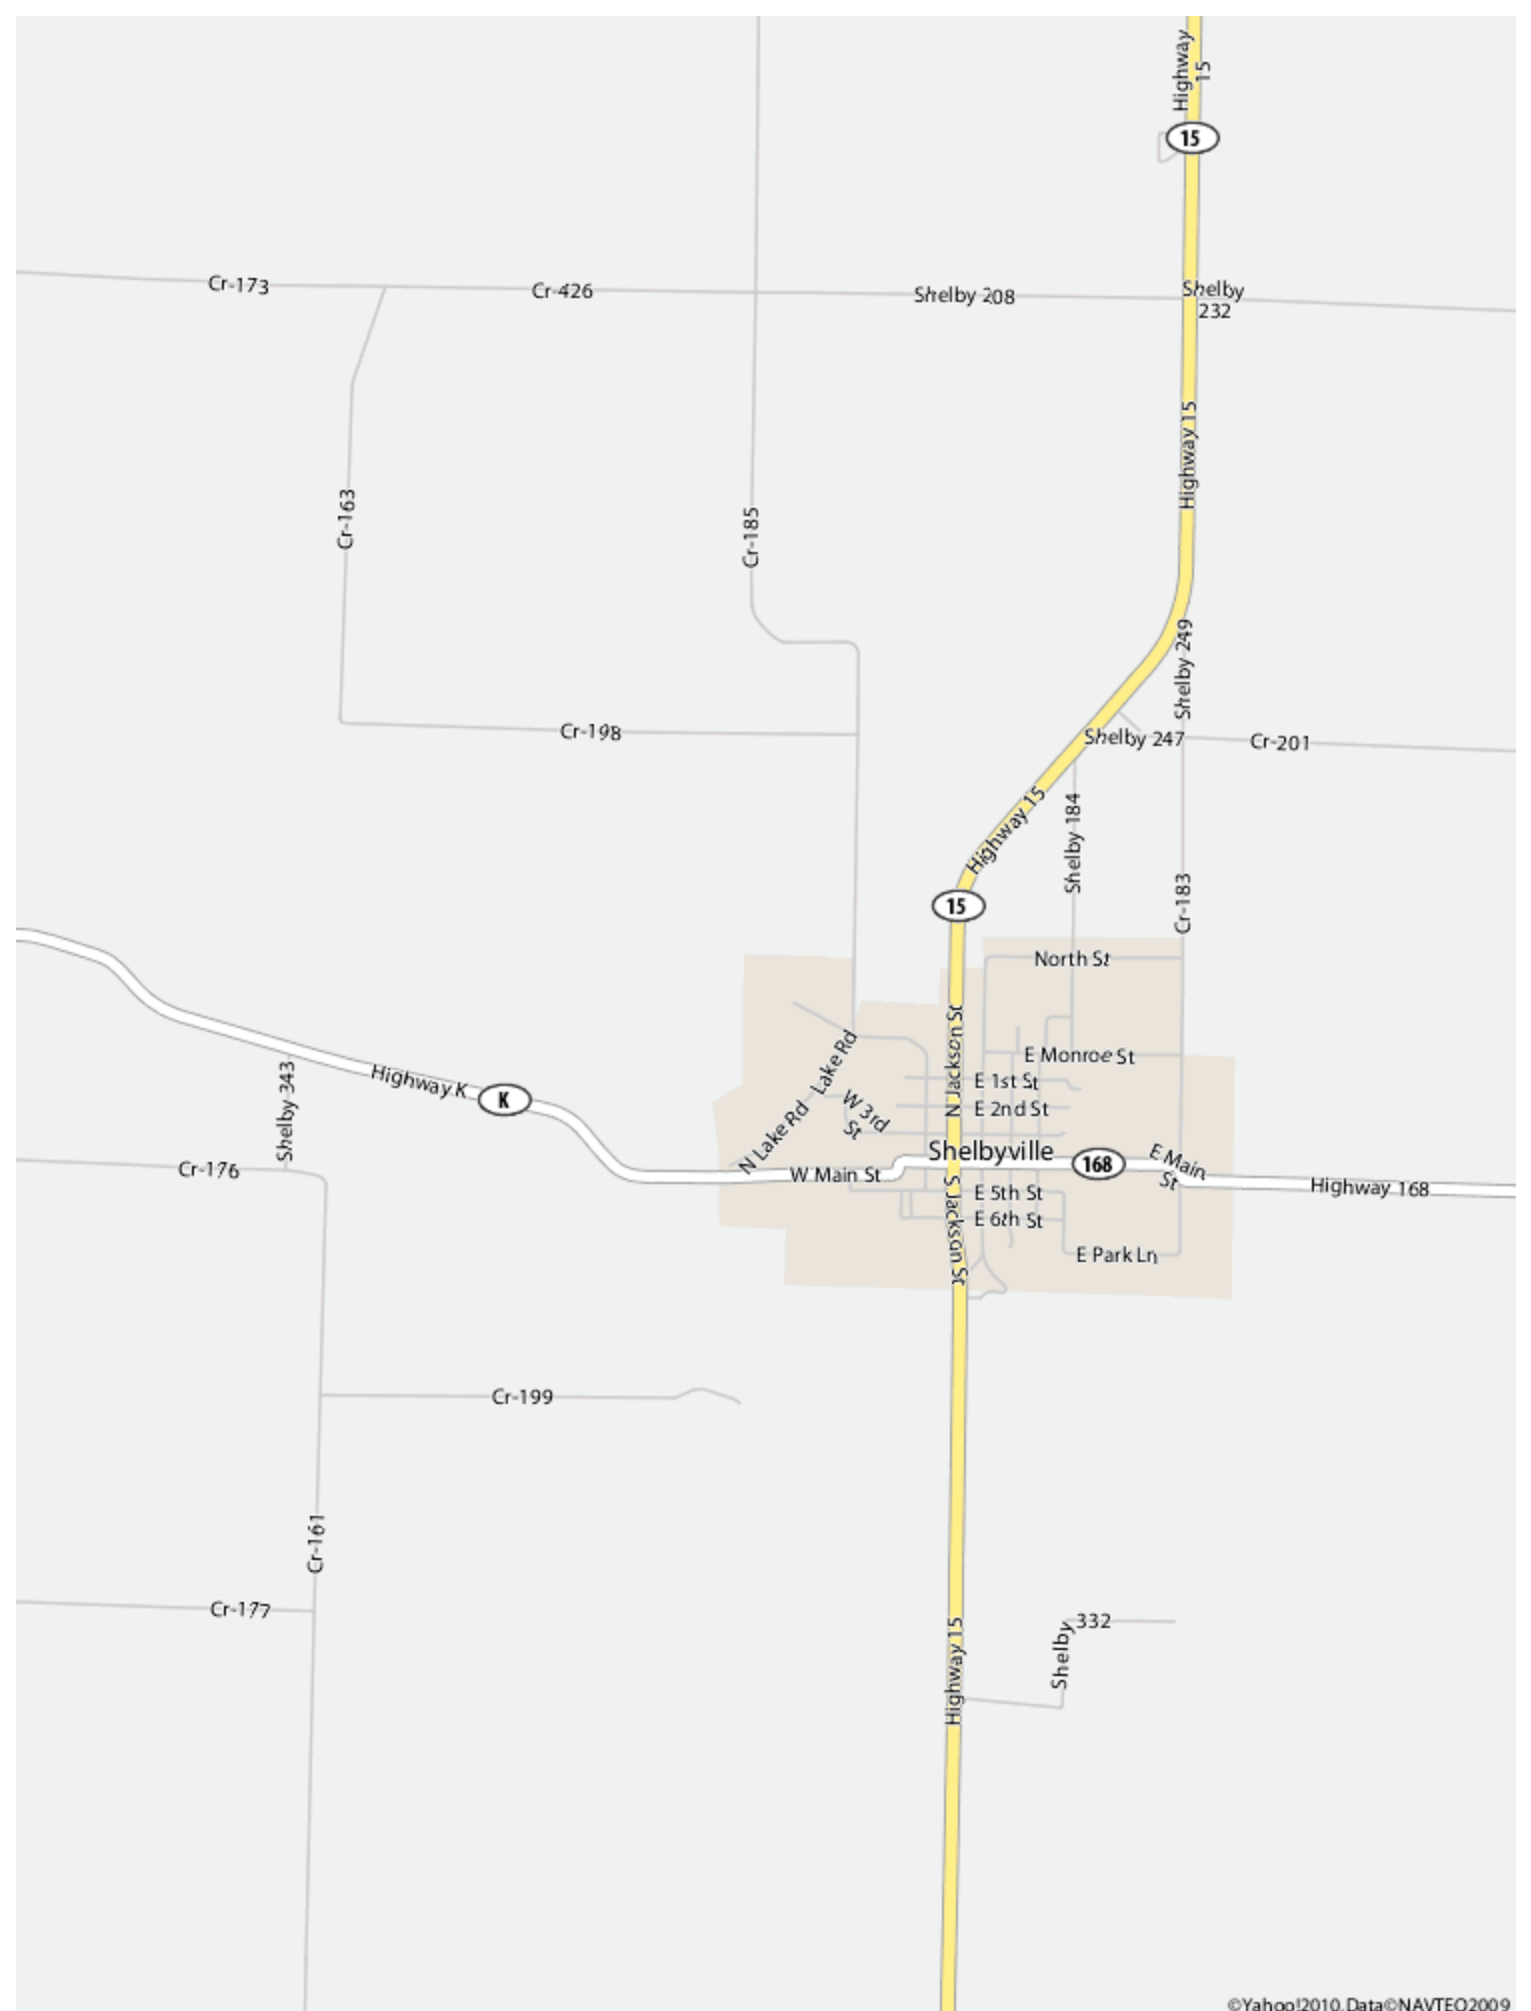 Highway
15
15
Cr-173
Cr-426
Shelby 208
Shelby
232
Highway 15
Cr-163
Cr-185
Shelby 249
Cr-198
Shelby 247
Cr-201
Highway 15
Shelby 184
Cr-183
15
North St
N Jackson St
Lake Rd
E Monroe St
Highway K
K
Shelby 343
E 1st St
W 3rd
St
E 2nd St
N Lake Rd
Shelbyville
168
E Main
St
Cr-176
W Main St
Highway 168
S Jackson St
E 5th St
E 6th St
E Park Ln
Cr-199
Cr-161
Cr-177
Highway 15
Shelby
332
©Yahoo!2010, Data©NAVTEQ2009